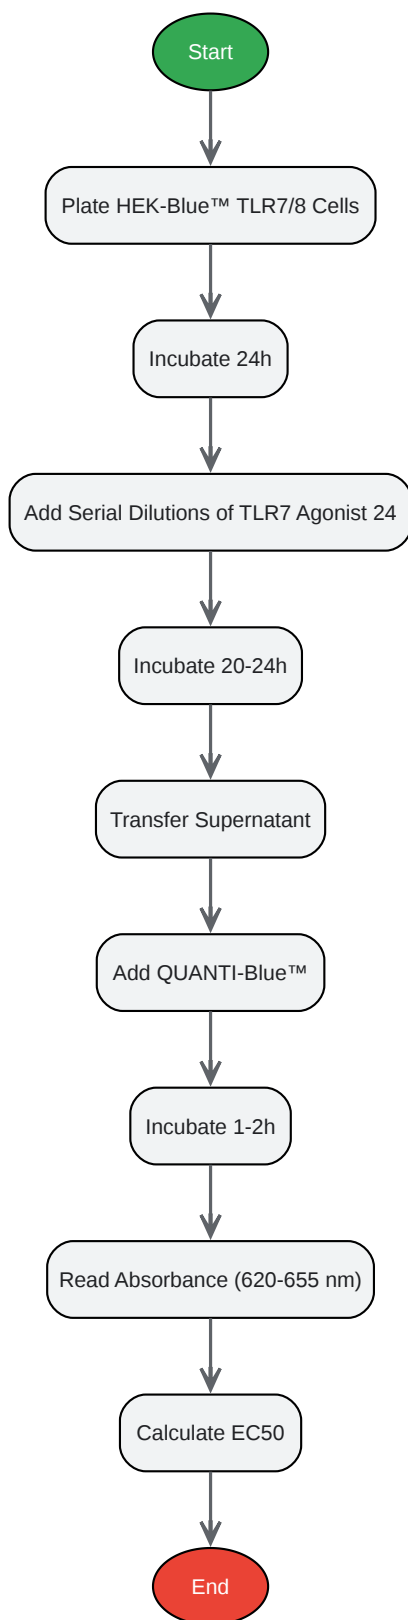 Start
Plate HEK-Blue™ TLR7/8 Cells
Incubate 24h
Add Serial Dilutions of TLR7 Agonist 24
Incubate 20-24h
Transfer Supernatant
Add QUANTI-Blue™
Incubate 1-2h
Read Absorbance (620-655 nm)
Calculate EC50
End